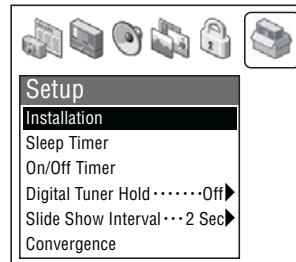 Setup
Installation
Sleep Timer
On/Off Timer
Digital Tuner Hold·······Off
Slide Show Interval···2 Sec
Convergence